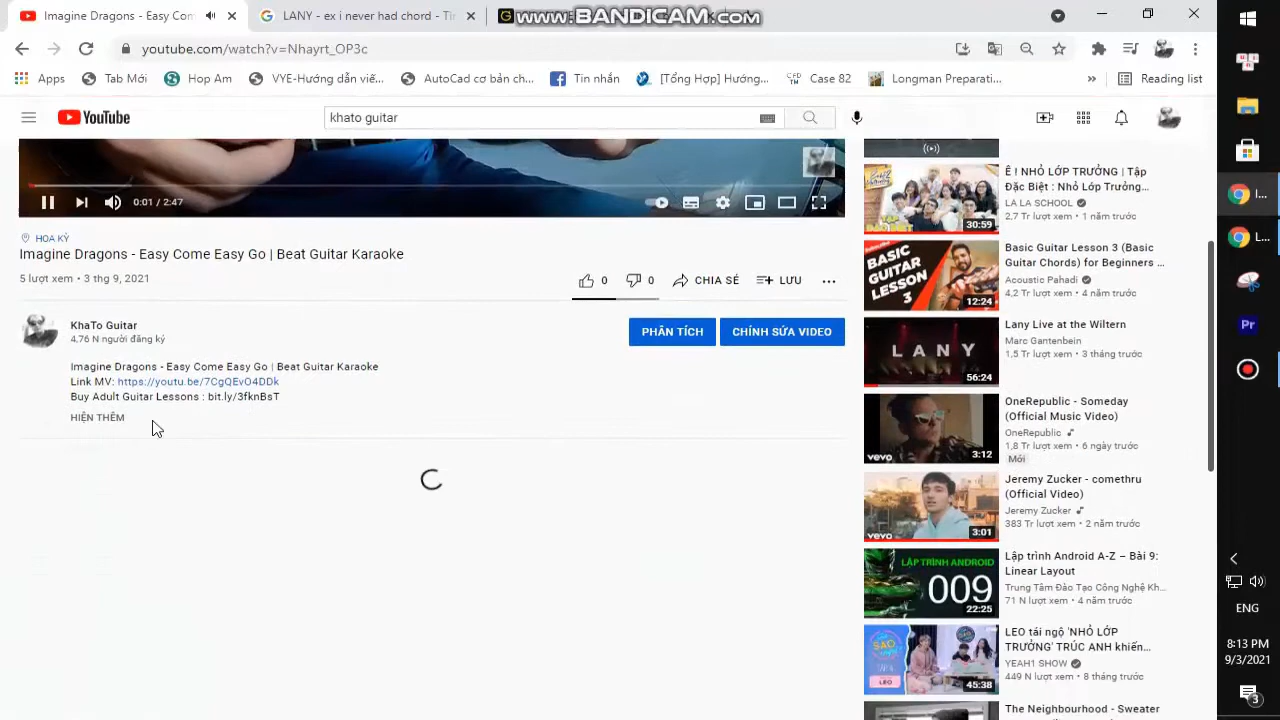 Imagine Dragons - Easy Com
LANY - ex i never had chord - T
www.BANDICAM.com
youtube.com/watch?v=Nhayrt_OP3c
Apps
Tab Mới
Hop Am
VYE-Hướng dẫn viế...
AutoCad cơ bản ch...
Tin nhắn
[Tổng Hợp] Hướng...
Case 82
Longman Preparati...
»
Reading list
YouTube
khato guitar
0:01 / 2:47
HOA KỲ
Imagine Dragons - Easy Come Easy Go | Beat Guitar Karaoke
5 lượt xem • 3 thg 9, 2021
0
0
CHIA SẺ
LƯU
KhaTo Guitar
4,76 N người đăng ký
PHÂN TÍCH
CHỈNH SỬA VIDEO
Imagine Dragons - Easy Come Easy Go | Beat Guitar Karaoke
Link MV: https://youtu.be/7CgQEvO4DDk
Buy Adult Guitar Lessons : bit.ly/3fknBsT
HIỆN THÊM
30:59
Ê ! NHỎ LỚP TRƯỞNG | Tập
Đặc Biệt : Nhỏ Lớp Trưởng...
LA LA SCHOOL
2,7 Tr lượt xem • 1 năm trước
BASIC
GUITAR
LESSON
3
12:24
Basic Guitar Lesson 3 (Basic
Guitar Chords) for Beginners ...
Acoustic Pahadi
4,2 Tr lượt xem • 4 năm trước
LANY
56:24
Lany Live at the Wiltern
Marc Gantenbein
1,5 Tr lượt xem • 3 tháng trước
vevo
3:12
OneRepublic - Someday
(Official Music Video)
OneRepublic
1,8 Tr lượt xem • 6 ngày trước
Mới
vevo
3:01
Jeremy Zucker - comethru
(Official Video)
Jeremy Zucker
383 Tr lượt xem • 2 năm trước
LẬP TRÌNH ANDROID
009
22:25
Lập trình Android A-Z – Bài 9:
Linear Layout
Trung Tâm Đào Tạo Công Nghệ Kh...
71 N lượt xem • 4 năm trước
LEO
45:38
LEO tái ngộ 'NHỎ LỚP
TRƯỞNG' TRÚC ANH khiến...
YEAH1 SHOW
449 N lượt xem • 8 tháng trước
The Neighbourhood - Sweater
I...
L...
Pr
ENG
8:13 PM
9/3/2021
3